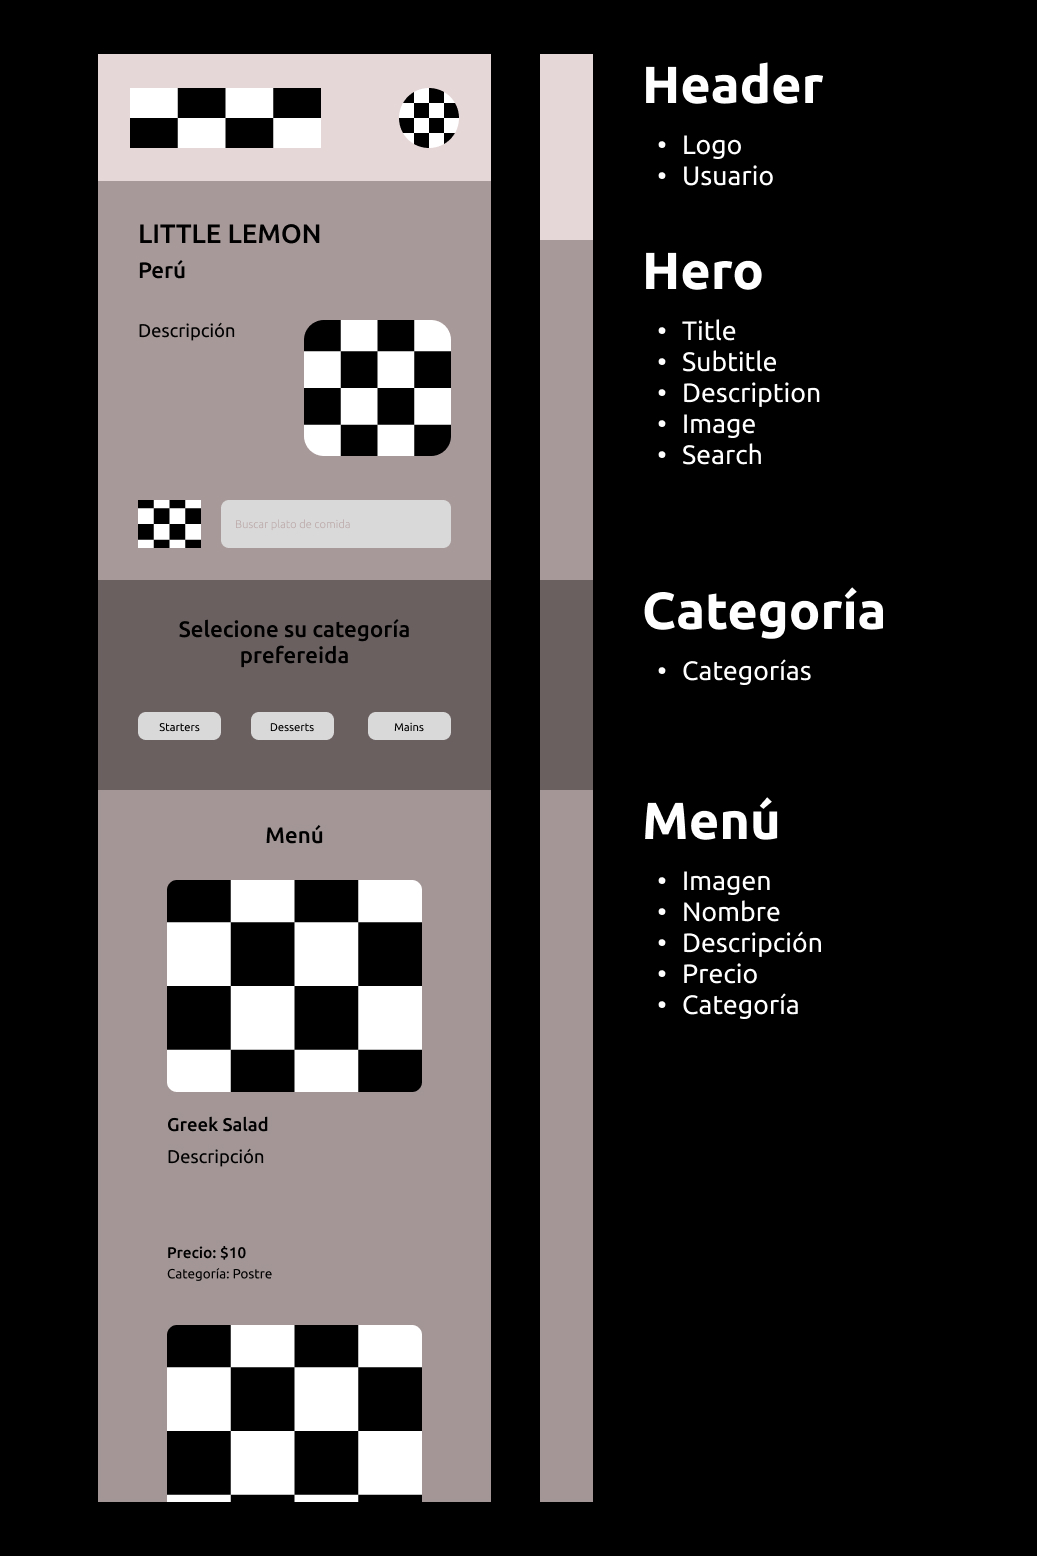 LITTLE LEMON
Perú
Descripción
Buscar plato de comida
Selecione su categoría
prefereida
Starters
Desserts
Mains
Menú
Greek Salad
Descripción
Precio: $10
Categoría: Postre
Header
• Logo
• Usuario
Hero
• Title
• Subtitle
• Description
• Image
• Search
Categoría
• Categorías
Menú
• Imagen
• Nombre
• Descripción
• Precio
• Categoría